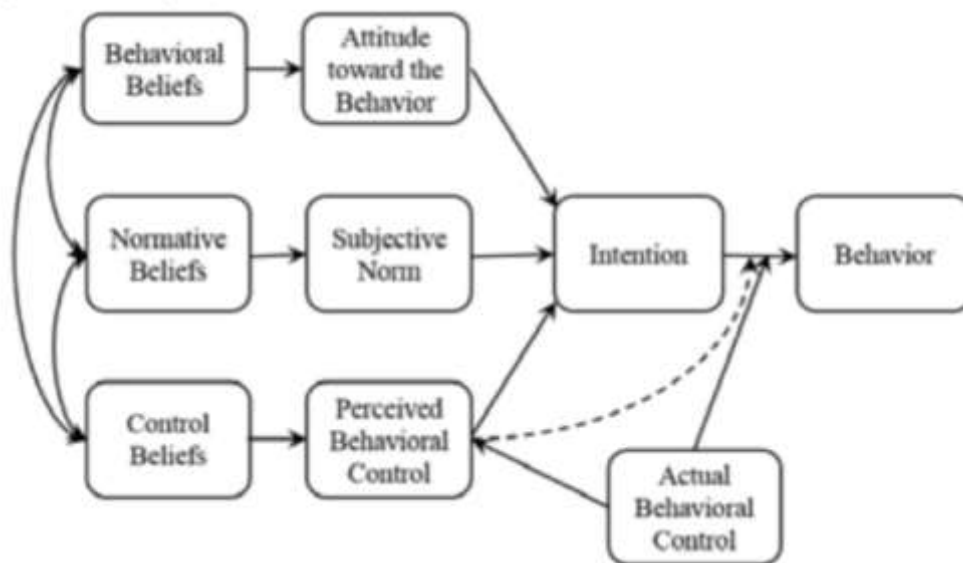 Behavioral
Beliefs
Attitude
toward the
Behavior
Normative
Beliefs
Subjective
Norm
Intention
Behavior
Control
Beliefs
Perceived
Behavioral
Control
Actual
Behavioral
Control